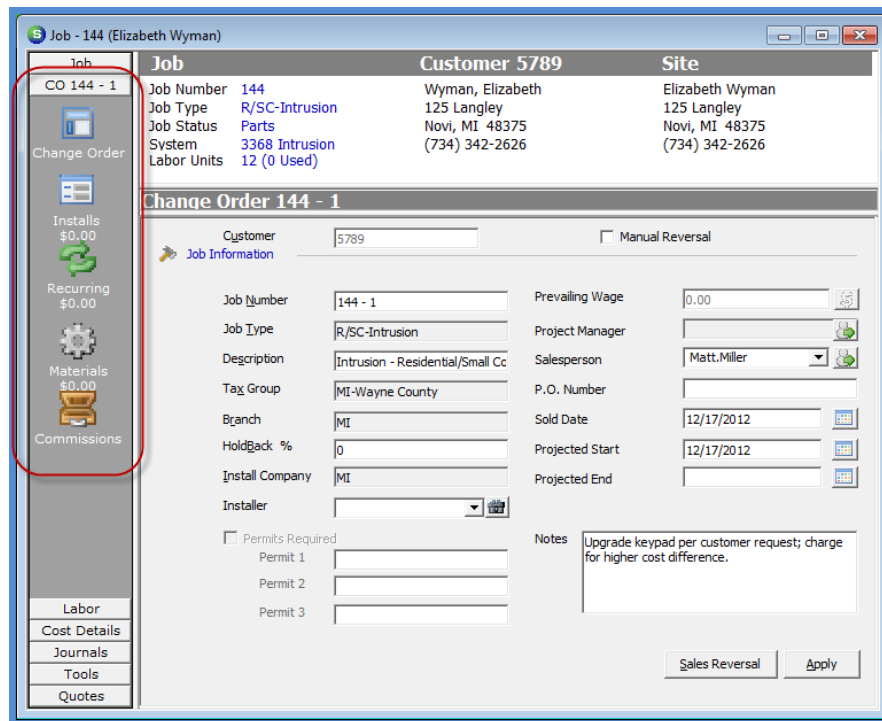 S Job - 144 (Elizabeth Wyman)
Job
CO 144 - 1
Change Order
Installs
$0.00
Recurring
$0.00
Materials
$0.00
Commissions
Labor
Cost Details
Journals
Tools
Quotes
Job Customer 5789 Site
Job Number 144 Wyman, Elizabeth Elizabeth Wyman
Job Type R/SC-Intrusion 125 Langley 125 Langley
Job Status Parts Novi, MI 48375 Novi, MI 48375
System 3368 Intrusion (734) 342-2626 (734) 342-2626
Labor Units 12 (0 Used)
Change Order 144 - 1
Customer 5789 Manual Reversal
Job Information
Job Number 144 - 1 Prevailing Wage 0.00
Job Type R/SC-Intrusion Project Manager
Description Intrusion - Residential/Small Cc Salesperson Matt.Miller
Tax Group MI-Wayne County P.O. Number
Branch MI Sold Date 12/17/2012
HoldBack % 0 Projected Start 12/17/2012
Install Company MI Projected End
Installer
Permits Required Notes Upgrade keypad per customer request; charge
for higher cost difference.
Permit 1
Permit 2
Permit 3
Sales Reversal Apply